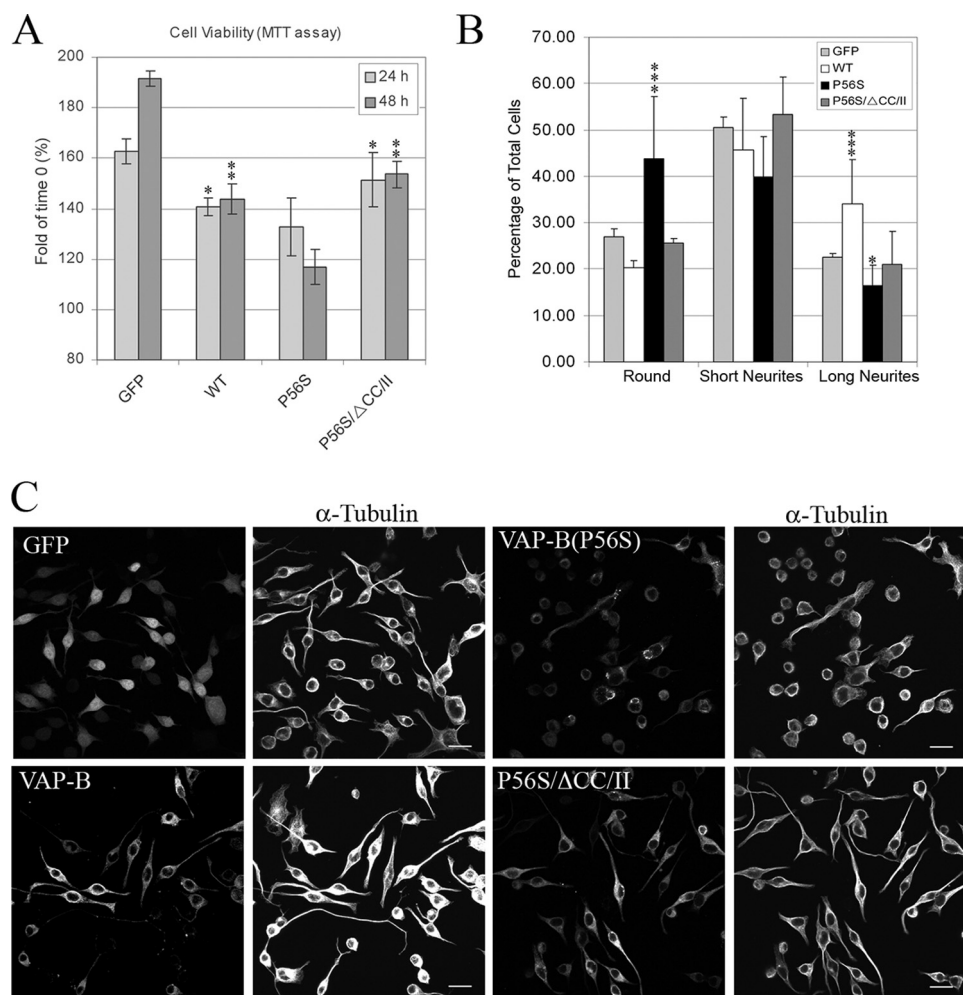 A
Cell Viability (MTT assay)
Fold of time 0 (%)
200
180
160
140
120
100
80
24 h
48 h
*
**
*
**
GFP
WT
P56S
P56S/△CC/II
B
Percentage of Total Cells
70.00
60.00
50.00
40.00
30.00
20.00
10.00
0.00
GFP
WT
P56S
P56S/△CC/II
***
***
*
Round
Short Neurites
Long Neurites
C
α-Tubulin
α-Tubulin
GFP
VAP-B(P56S)
VAP-B
P56S/ΔCC/II